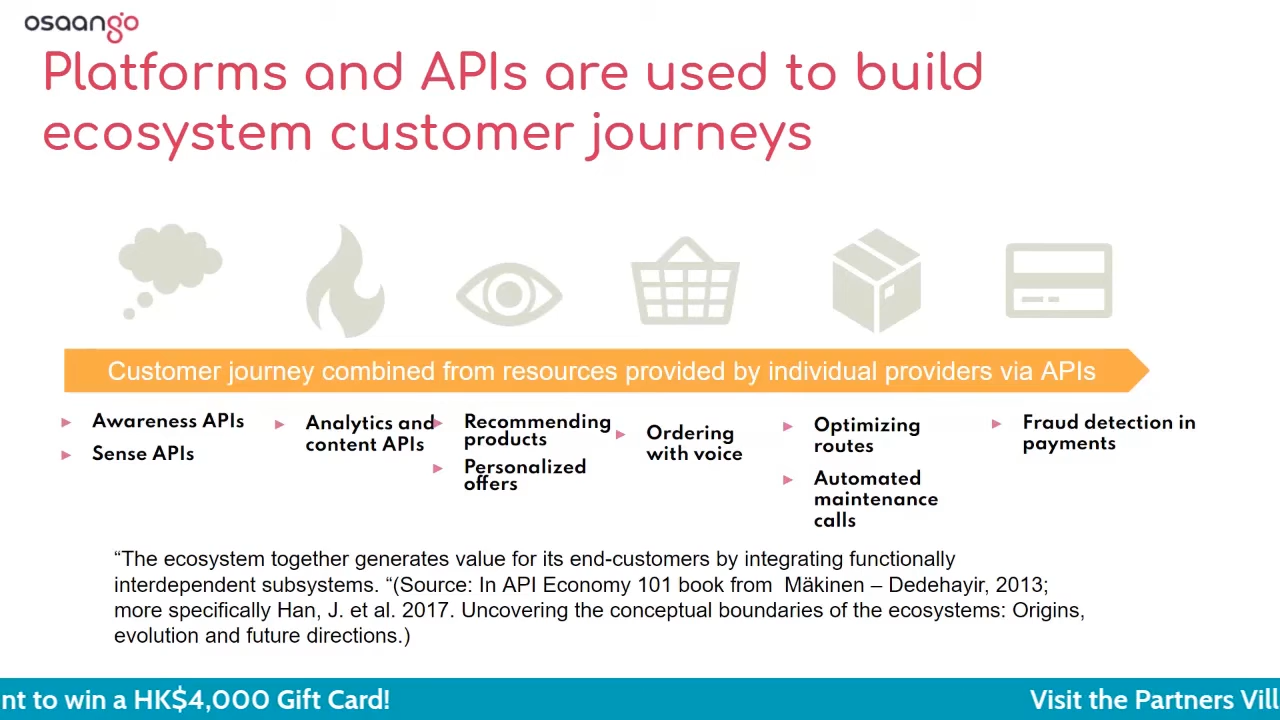 osaango
Platforms and APIs are used to build
ecosystem customer journeys
Customer journey combined from resources provided by individual providers via APIs
Awareness APIs
Sense APIs
Analytics and
content APIs
Recommending
products
Personalized
offers
Ordering
with voice
Optimizing
routes
Automated
maintenance
calls
Fraud detection in
payments
“The ecosystem together generates value for its end-customers by integrating functionally
interdependent subsystems. “(Source: In API Economy 101 book from Mäkinen – Dedehayir, 2013;
more specifically Han, J. et al. 2017. Uncovering the conceptual boundaries of the ecosystems: Origins,
evolution and future directions.)
nt to win a HK$4,000 Gift Card!
Visit the Partners Vill